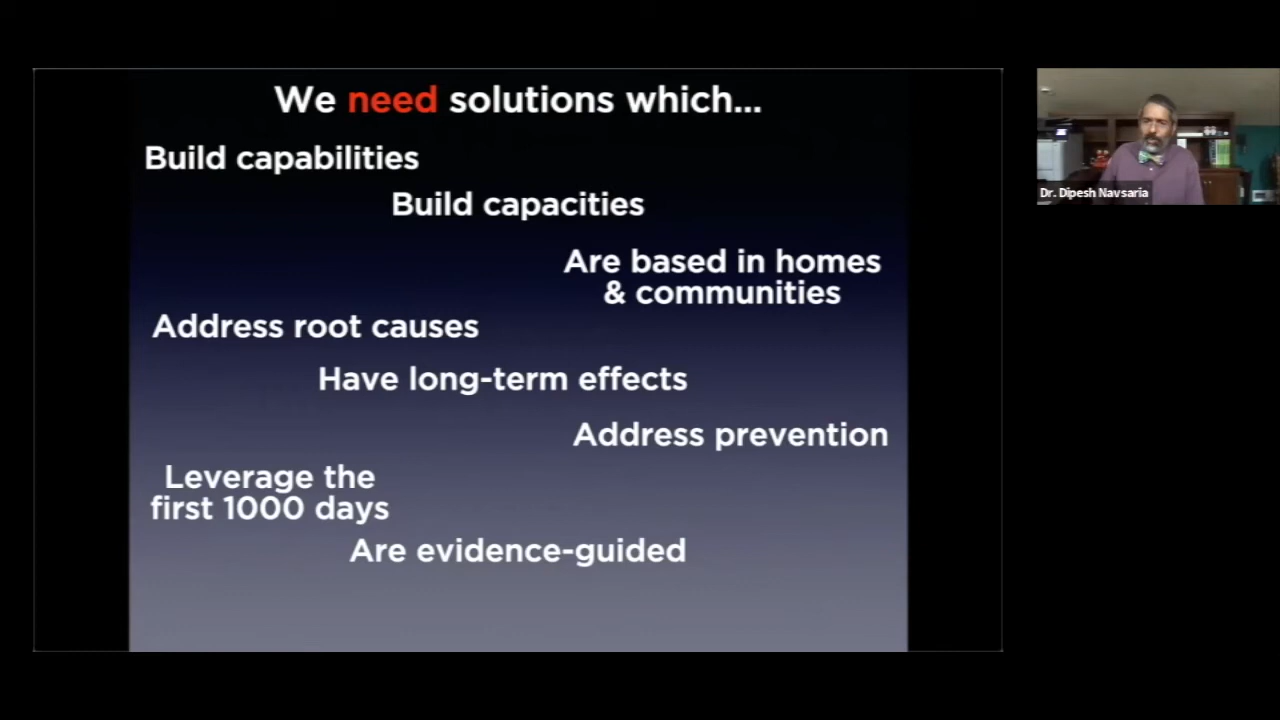 We need solutions which...
Build capabilities
Build capacities
Are based in homes
& communities
Address root causes
Have long-term effects
Address prevention
Leverage the
first 1000 days
Are evidence-guided
Dr. Dipesh Navsaria